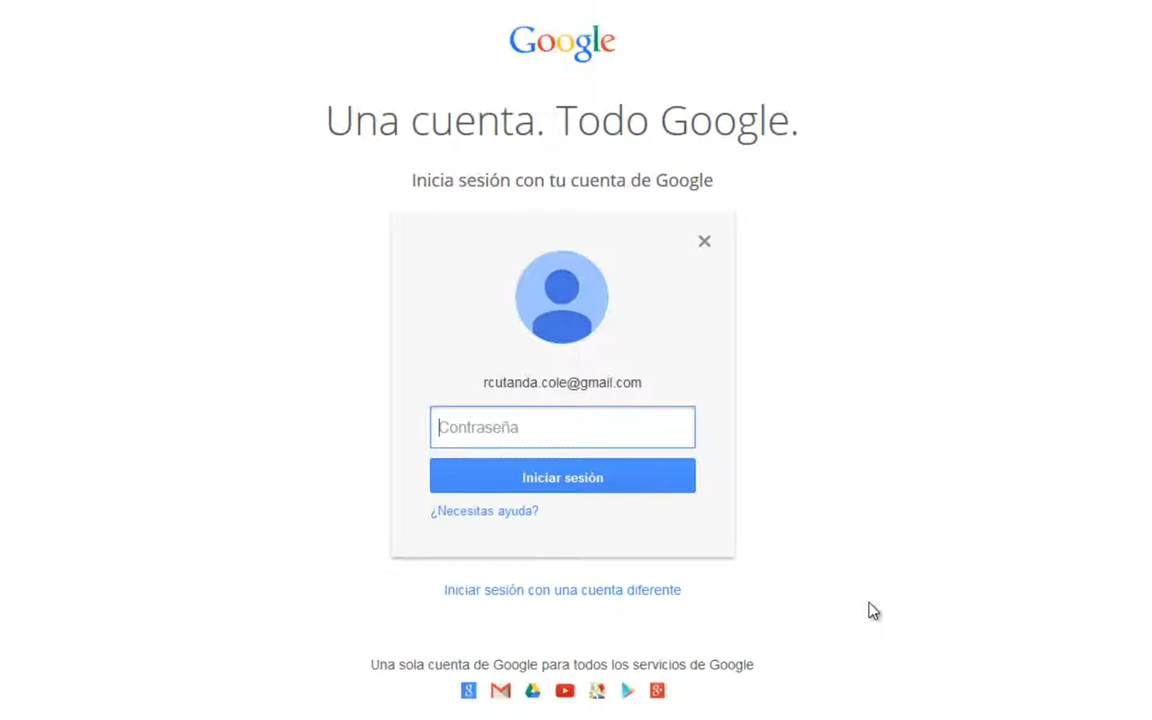 Google
Una cuenta. Todo Google.
Inicia sesión con tu cuenta de Google
rcutanda.cole@gmail.com
Contraseña
Iniciar sesión
¿Necesitas ayuda?
Iniciar sesión con una cuenta diferente
Una sola cuenta de Google para todos los servicios de Google